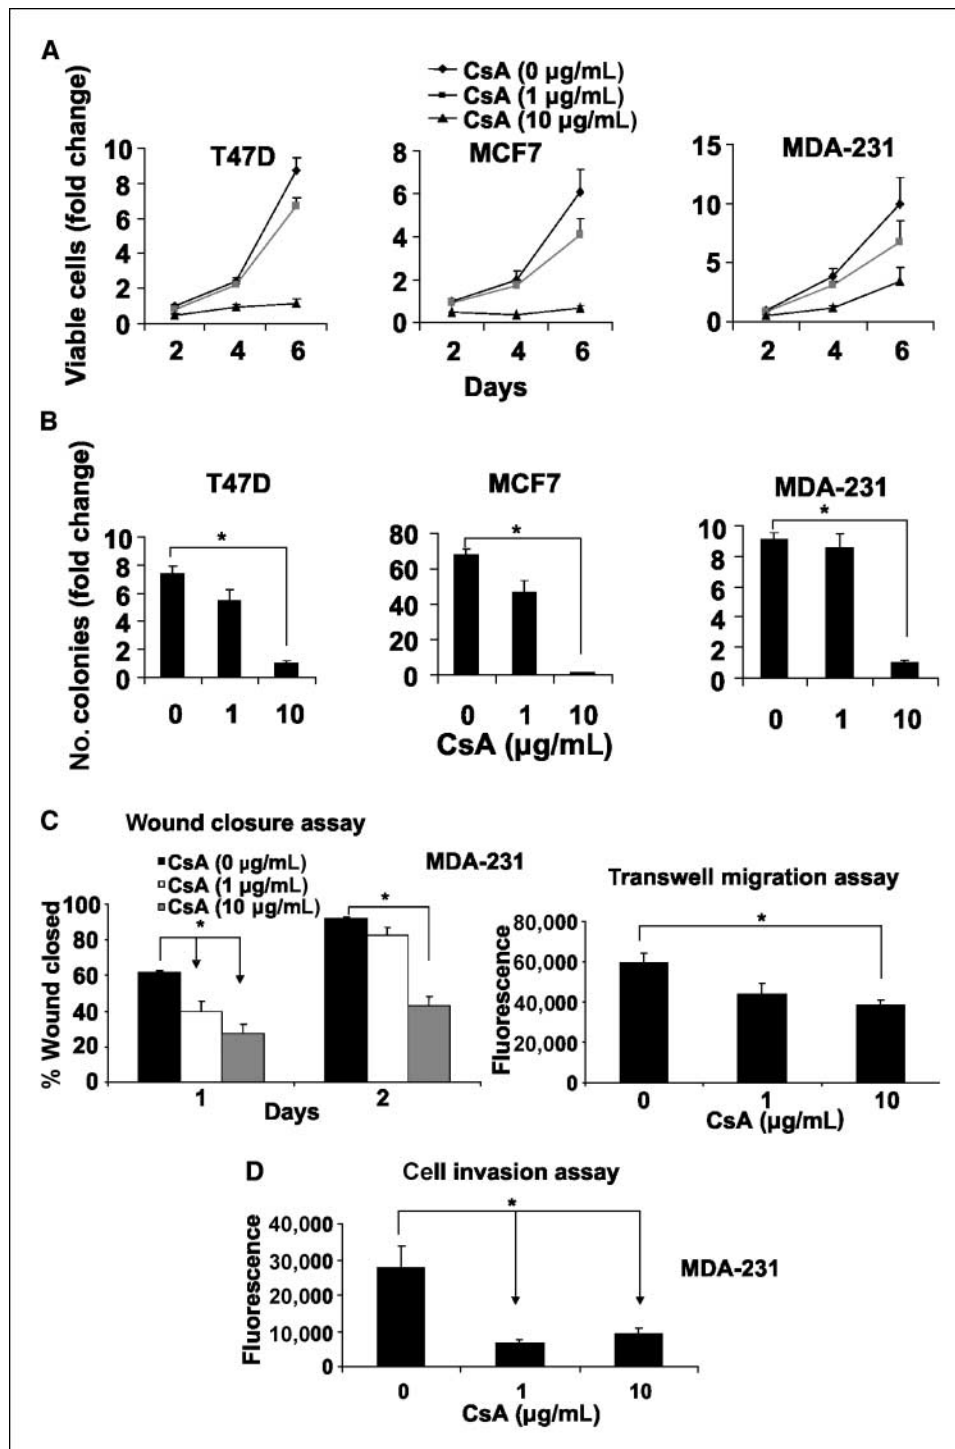 A
CsA (0 µg/mL)
CsA (1 µg/mL)
CsA (10 µg/mL)
Viable cells (fold change)
T47D
10
8
6
4
2
0
2 4 6
MCF7
8
6
4
2
0
2 4 6
MDA-231
15
10
5
0
2 4 6
Days
B
No. colonies (fold change)
T47D
10
8
6
4
2
0
*
0 1 10
MCF7
80
60
40
20
0
*
0 1 10
MDA-231
10
8
6
4
2
0
*
0 1 10
CsA (µg/mL)
C
Wound closure assay
CsA (0 µg/mL)
CsA (1 µg/mL)
CsA (10 µg/mL)
MDA-231
% Wound closed
100
80
60
40
20
0
*
*
1 2
Days
Transwell migration assay
Fluorescence
80,000
60,000
40,000
20,000
0
*
0 1 10
CsA (µg/mL)
D
Cell invasion assay
Fluorescence
40,000
30,000
20,000
10,000
0
*
MDA-231
0 1 10
CsA (µg/mL)